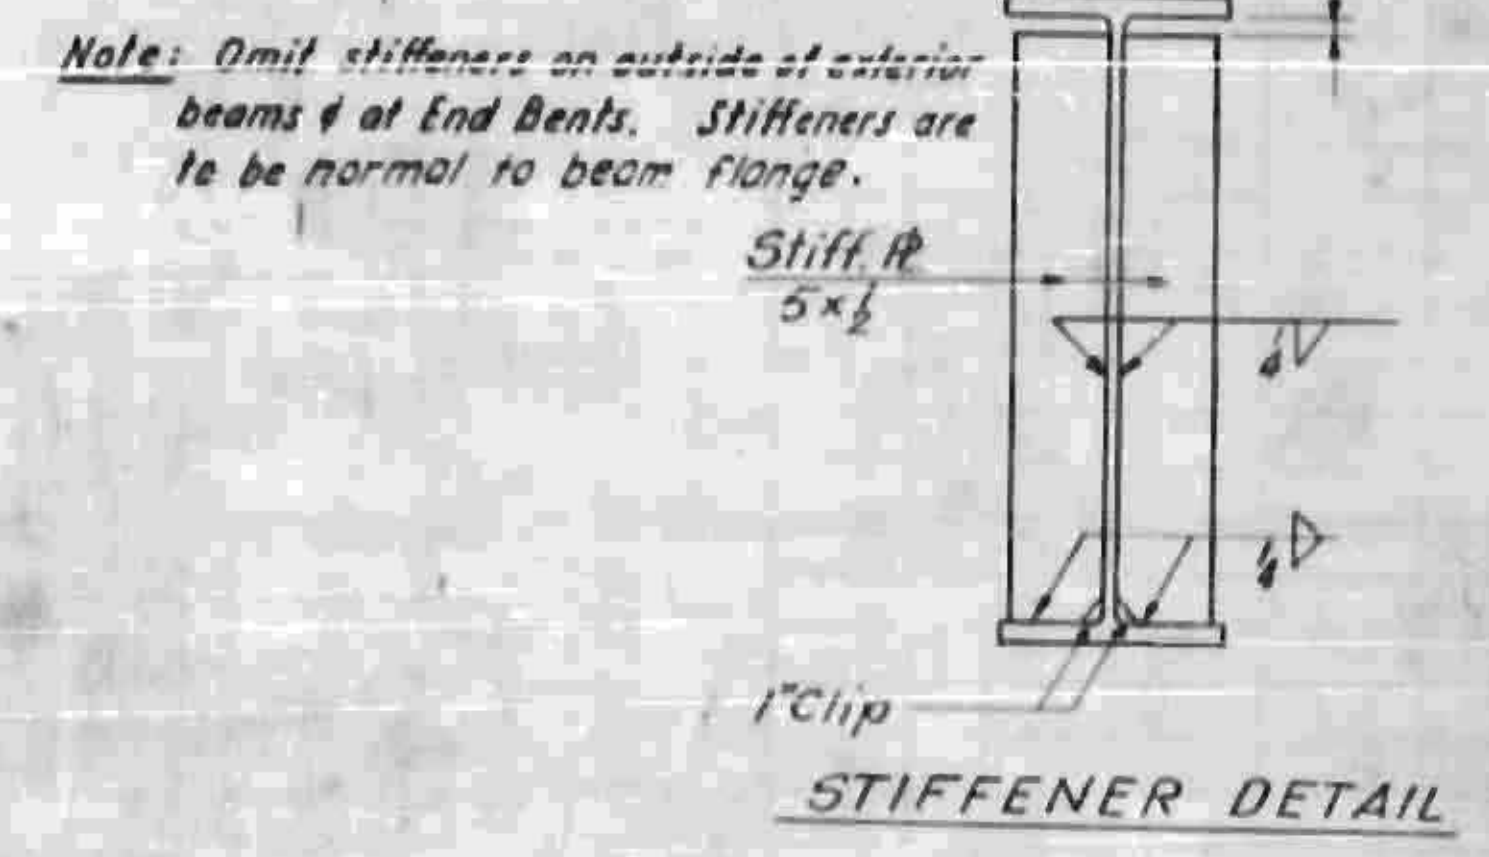 Note: Omit stiffeners on outside of exterior
beams & at End Bents. Stiffeners are
to be normal to beam flange.
Stiff. ℙL
5 x 1/2
1/4
1/4
1" Clip
STIFFENER DETAIL